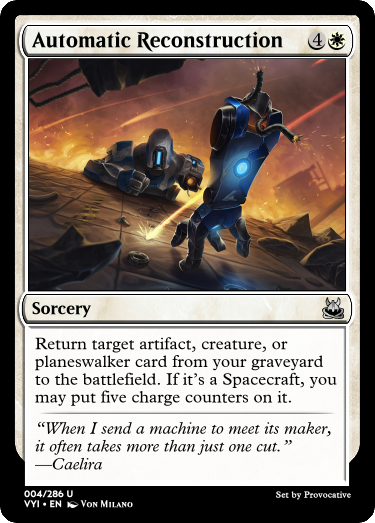 Automatic Reconstruction 4
Sorcery
Return target artifact, creature, or
planeswalker card from your graveyard
to the battlefield. If it's a Spacecraft, you
may put five charge counters on it.
“When I send a machine to meet its maker,
it often takes more than just one cut.”
—Caelira
004/286 U
VYI • EN Von Milano
Set by Provocative